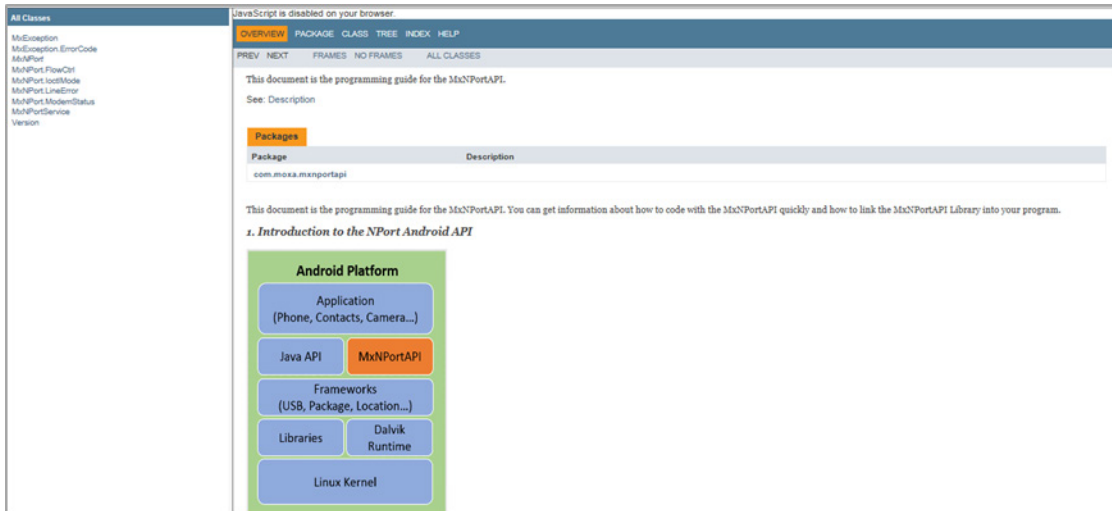 All Classes
MxException
MxException.ErrorCode
MxNPort
MxNPort.FlowCtrl
MxNPort.IoctlMode
MxNPort.LineError
MxNPort.ModemStatus
MxNPortService
Version
JavaScript is disabled on your browser.
OVERVIEW PACKAGE CLASS TREE INDEX HELP
PREV NEXT FRAMES NO FRAMES ALL CLASSES
This document is the programming guide for the MxNPortAPI.
See: Description
Packages
Package Description
com.moxa.mxnportapi
This document is the programming guide for the MxNPortAPI. You can get information about how to code with the MxNPortAPI quickly and how to link the MxNPortAPI Library into your program.
1. Introduction to the NPort Android API
Android Platform
Application
(Phone, Contacts, Camera...)
Java API MxNPortAPI
Frameworks
(USB, Package, Location...)
Libraries
Dalvik
Runtime
Linux Kernel